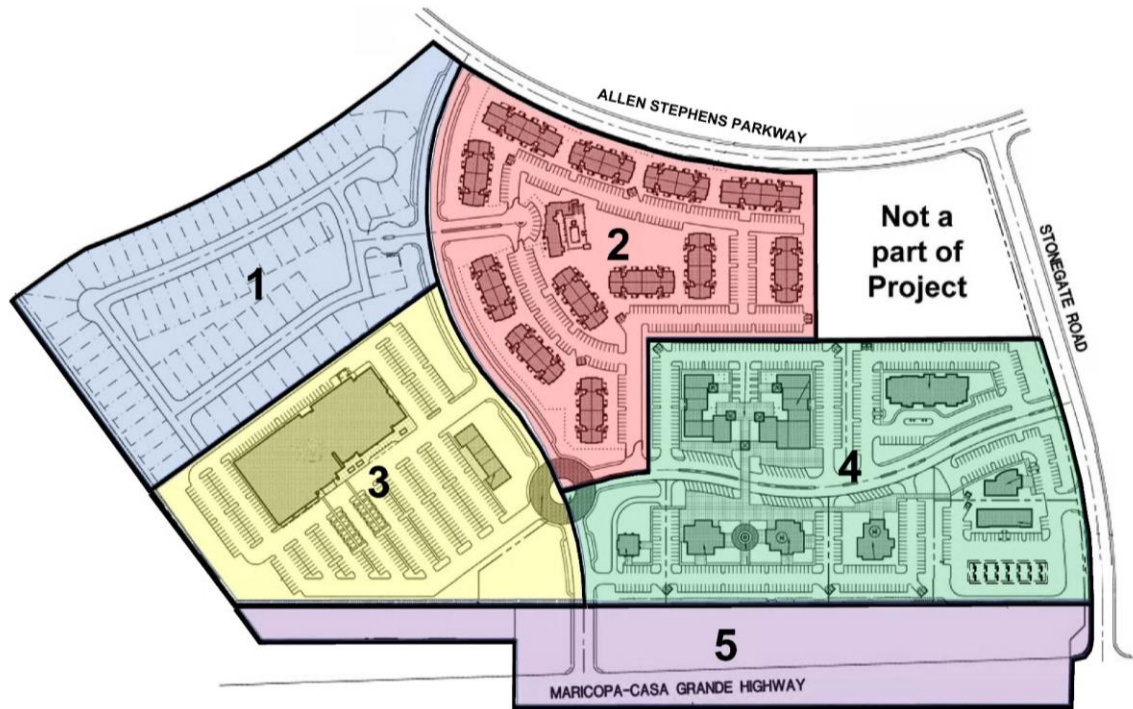 ALLEN STEPHENS PARKWAY
1
2
Not a
part of
Project
STONEGATE ROAD
3
4
5
MARICOPA-CASA GRANDE HIGHWAY